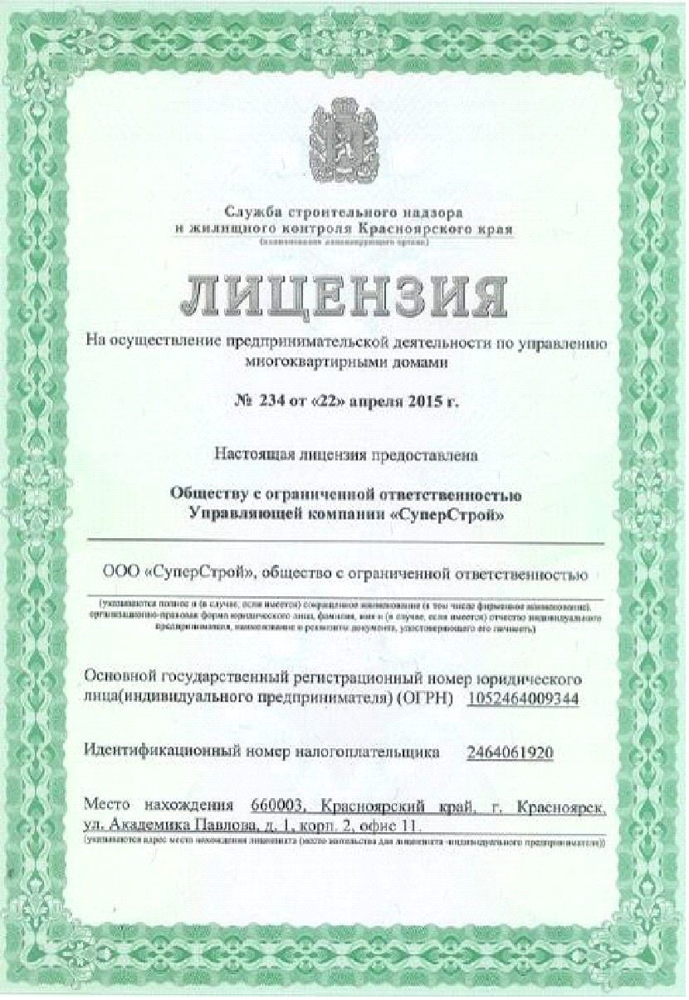 Служба строительного надзора
и жилищного контроля Красноярского края
(наименование лицензирующего органа)
ЛИЦЕНЗИЯ
На осуществление предпринимательской деятельности по управлению
многоквартирными домами
№ 234 от «22» апреля 2015 г.
Настоящая лицензия предоставлена
Обществу с ограниченной ответственностью
Управляющей компании «СуперСтрой»
ООО «СуперСтрой», общество с ограниченной ответственностью
(указываются полное и (в случае, если имеется) сокращенное наименование (в том числе фирменное наименование),
организационно-правовая форма юридического лица, фамилия, имя и (в случае, если имеется) отчество индивидуального
предпринимателя, наименование и реквизиты документа, удостоверяющего его личность)
Основной государственный регистрационный номер юридического
лица(индивидуального предпринимателя) (ОГРН) 1052464009344
Идентификационный номер налогоплательщика 2464061920
Место нахождения 660003, Красноярский край, г. Красноярск,
ул. Академика Павлова, д. 1, корп. 2, офис 11.
(указываются адрес места нахождения лицензиата (место жительства для лицензиата -индивидуального предпринимателя))